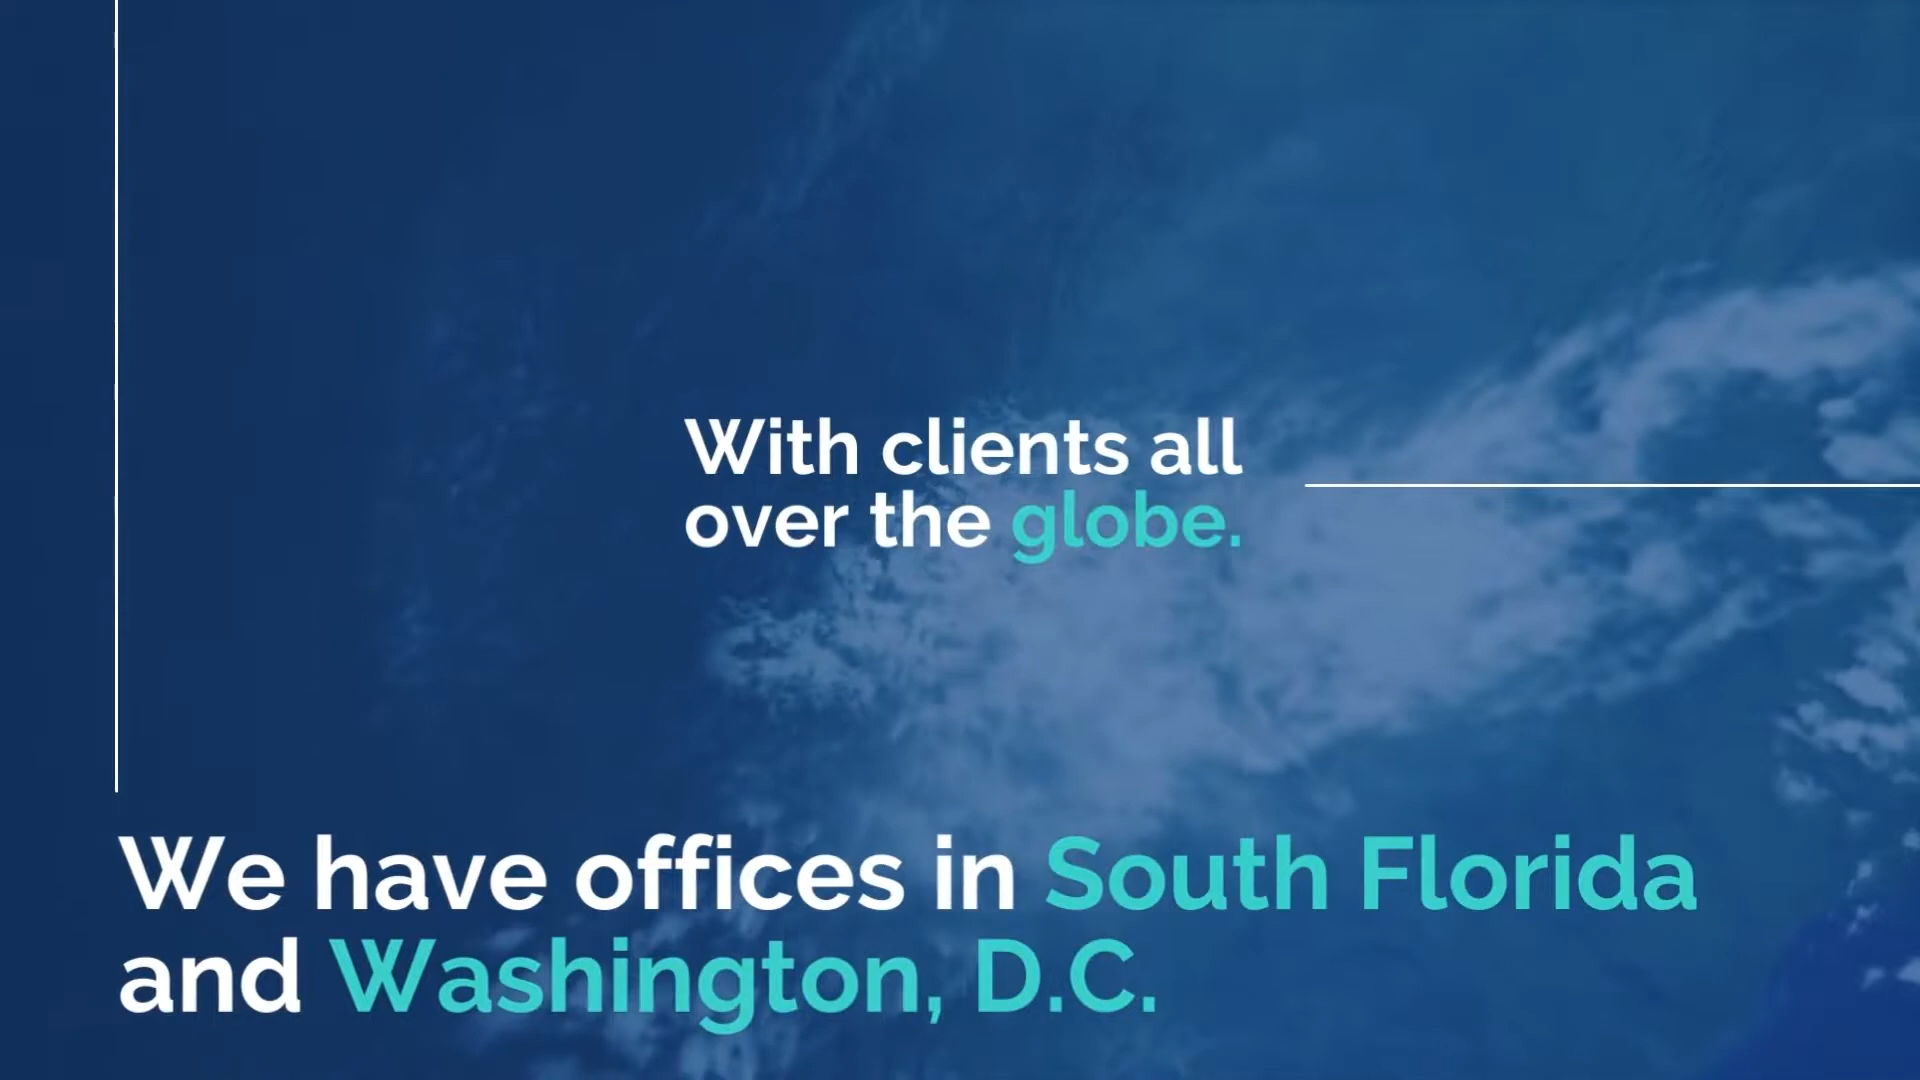 With clients all
over the globe.
We have offices in South Florida
and Washington, D.C.